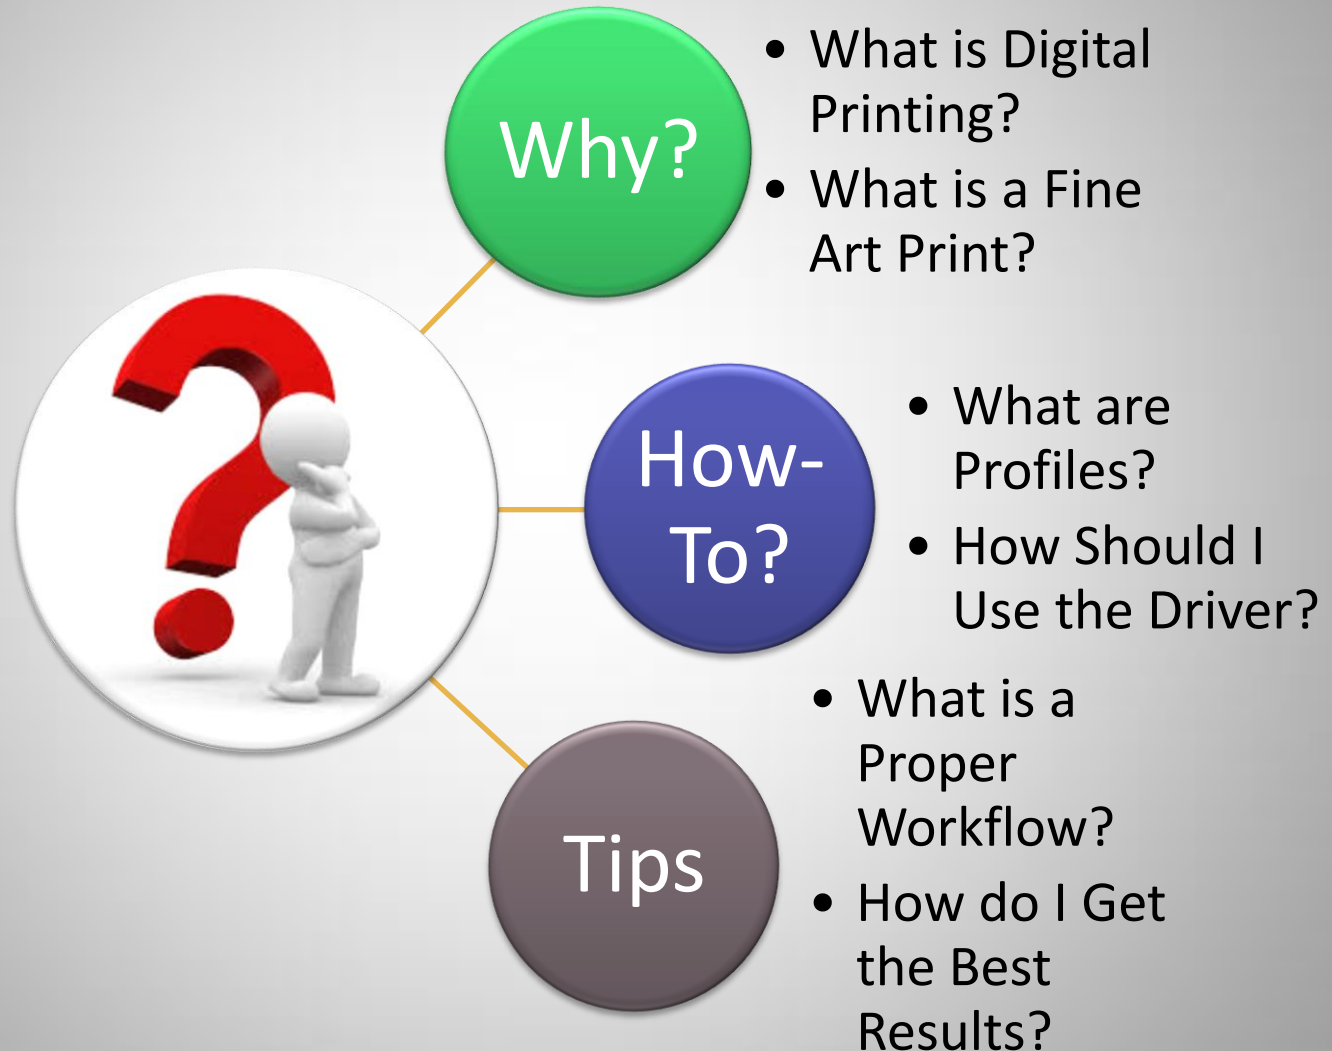 Why?
• What is Digital
Printing?
• What is a Fine
Art Print?
How-
To?
• What are
Profiles?
• How Should I
Use the Driver?
Tips
• What is a
Proper
Workflow?
• How do I Get
the Best
Results?